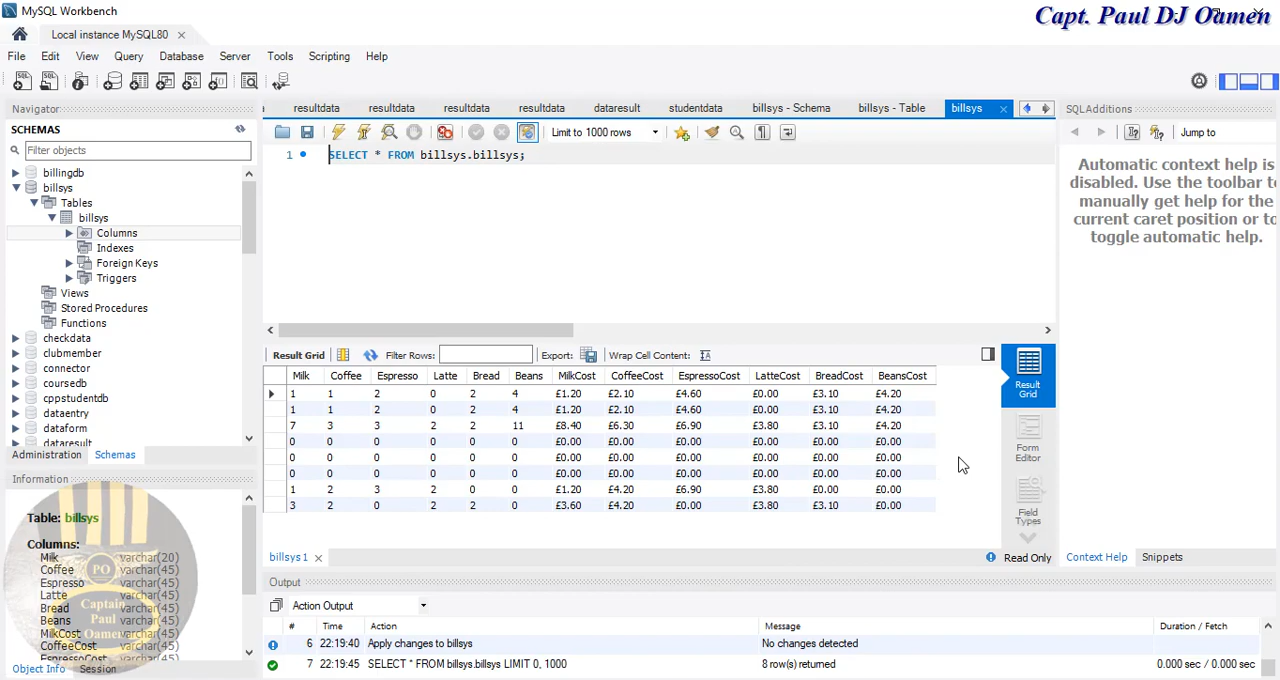 MySQL Workbench
Capt. Paul DJ Oamen
Local instance MySQL80
File Edit View Query Database Server Tools Scripting Help
Navigator
SCHEMAS
Filter objects
billingdb
billsys
Tables
billsys
Columns
Indexes
Foreign Keys
Triggers
Views
Stored Procedures
Functions
checkdata
clubmember
connector
coursedb
cppstudentdb
dataentry
dataform
dataresult
Administration Schemas
Information
Table: billsys
Columns:
Milk varchar(20)
Coffee varchar(45)
Espresso varchar(45)
Latte varchar(45)
Bread varchar(45)
Beans varchar(45)
MilkCost varchar(45)
CoffeeCost varchar(45)
EspressoCost varchar(45)
PO
Captain
Paul
Oamen
Object Info Session
resultdata resultdata resultdata resultdata dataresult studentdata billsys - Schema billsys - Table billsys
Limit to 1000 rows
1 SELECT * FROM billsys.billsys;
Result Grid Filter Rows: Export: Wrap Cell Content:
Milk Coffee Espresso Latte Bread Beans MilkCost CoffeeCost EspressoCost LatteCost BreadCost BeansCost
1 1 2 0 2 4 £1.20 £2.10 £4.60 £0.00 £3.10 £4.20
1 1 2 0 2 4 £1.20 £2.10 £4.60 £0.00 £3.10 £4.20
7 3 3 2 2 11 £8.40 £6.30 £6.90 £3.80 £3.10 £4.20
0 0 0 0 0 0 £0.00 £0.00 £0.00 £0.00 £0.00 £0.00
0 0 0 0 0 0 £0.00 £0.00 £0.00 £0.00 £0.00 £0.00
0 0 0 0 0 0 £0.00 £0.00 £0.00 £0.00 £0.00 £0.00
1 2 3 2 0 0 £1.20 £4.20 £6.90 £3.80 £0.00 £0.00
3 2 0 2 2 0 £3.60 £4.20 £0.00 £3.80 £3.10 £0.00
Result
Grid
Form
Editor
Field
Types
billsys 1
Read Only
SQLAdditions
Jump to
Automatic context help is
disabled. Use the toolbar to
manually get help for the
current caret position or to
toggle automatic help.
Context Help Snippets
Output
Action Output
# Time Action Message Duration / Fetch
6 22:19:40 Apply changes to billsys No changes detected
7 22:19:45 SELECT * FROM billsys.billsys LIMIT 0, 1000 8 row(s) returned 0.000 sec / 0.000 sec